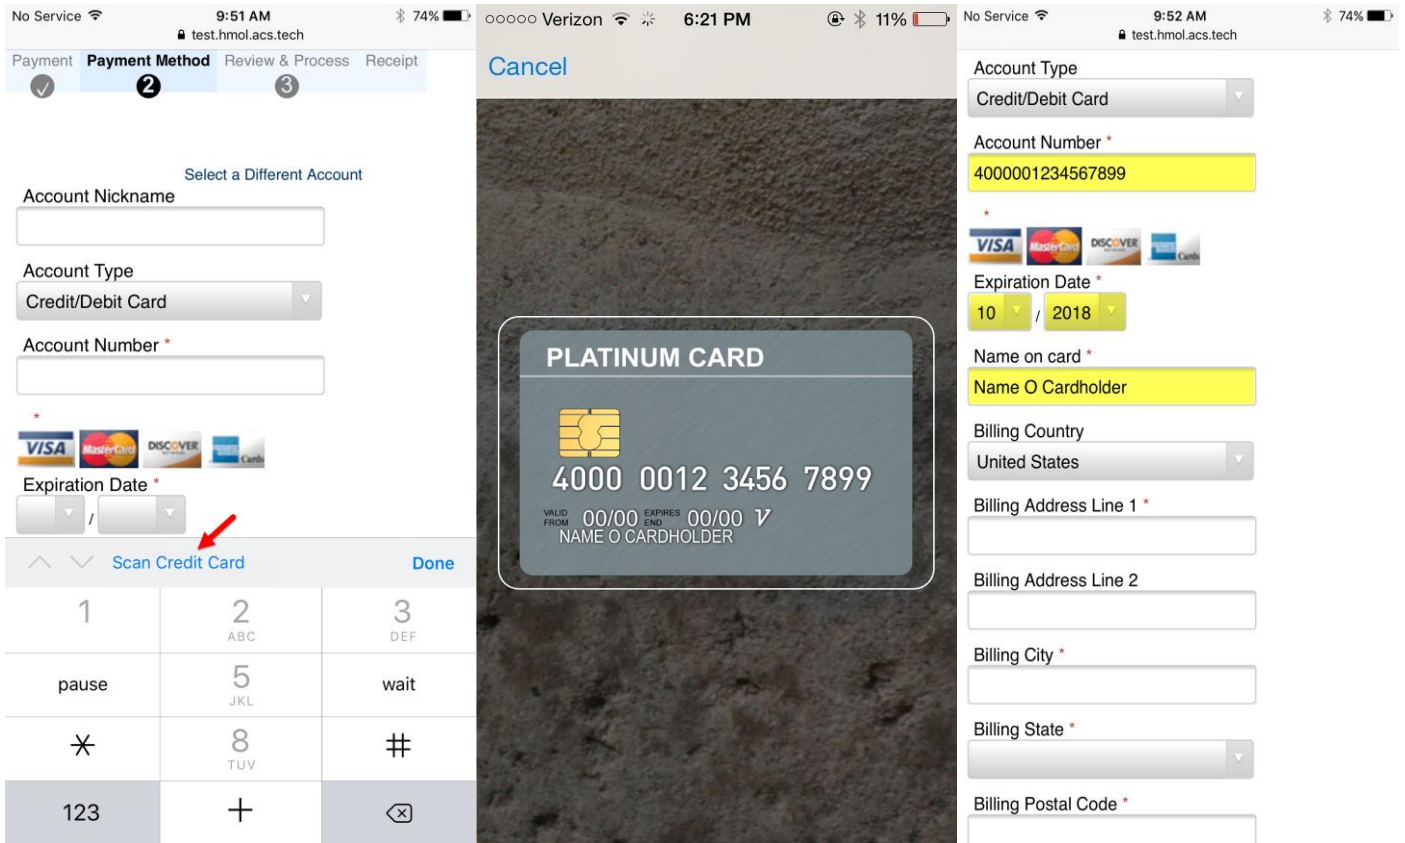 No Service 9:51 AM 74%
test.hmol.acs.tech
Payment Payment Method Review & Process Receipt
2 3
Select a Different Account
Account Nickname
Account Type
Credit/Debit Card
Account Number *
*
VISA MasterCard DISCOVER Cards
Expiration Date *
/
Scan Credit Card Done
1 2 3
ABC DEF
pause 5 wait
JKL
* 8 #
TUV
123 +
Verizon 6:21 PM 11%
Cancel
PLATINUM CARD
4000 0012 3456 7899
VALID FROM 00/00 EXPIRES END 00/00 V
NAME O CARDHOLDER
No Service 9:52 AM 74%
test.hmol.acs.tech
Account Type
Credit/Debit Card
Account Number *
4000001234567899
*
VISA MasterCard DISCOVER Cards
Expiration Date *
10 / 2018
Name on card *
Name O Cardholder
Billing Country
United States
Billing Address Line 1 *
Billing Address Line 2
Billing City *
Billing State *
Billing Postal Code *